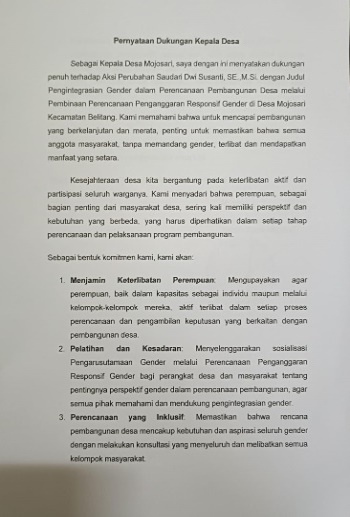 Pernyataan Dukungan Kepala Desa
Sebagai Kepala Desa Mojosari, saya dengan ini menyatakan dukungan
penuh terhadap Aksi Perubahan Saudari Dwi Susanti, SE.,M.Si. dengan Judul
Pengintegrasian Gender dalam Perencanaan Pembangunan Desa melalui
Pembinaan Perencanaan Penganggaran Responsif Gender di Desa Mojosari
Kecamatan Belitang. Kami memahami bahwa untuk mencapai pembangunan
yang berkelanjutan dan merata, penting untuk memastikan bahwa semua
anggota masyarakat, tanpa memandang gender, terlibat dan mendapatkan
manfaat yang setara.
Kesejahteraan desa kita bergantung pada keterlibatan aktif dan
partisipasi seluruh warganya. Kami menyadari bahwa perempuan, sebagai
bagian penting dari masyarakat desa, sering kali memiliki perspektif dan
kebutuhan yang berbeda, yang harus diperhatikan dalam setiap tahap
perencanaan dan pelaksanaan program pembangunan.
Sebagai bentuk komitmen kami, kami akan:
1. Menjamin Keterlibatan Perempuan: Mengupayakan agar
perempuan, baik dalam kapasitas sebagai individu maupun melalui
kelompok-kelompok mereka, aktif terlibat dalam setiap proses
perencanaan dan pengambilan keputusan yang berkaitan dengan
pembangunan desa.
2. Pelatihan dan Kesadaran: Menyelenggarakan sosialisasi
Pengarusutamaan Gender melalui Perencanaan Penganggaran
Responsif Gender bagi perangkat desa dan masyarakat tentang
pentingnya perspektif gender dalam perencanaan pembangunan, agar
semua pihak memahami dan mendukung pengintegrasian gender.
3. Perencanaan yang Inklusif: Memastikan bahwa rencana
pembangunan desa mencakup kebutuhan dan aspirasi seluruh gender
dengan melakukan konsultasi yang menyeluruh dan melibatkan semua
kelompok masyarakat.